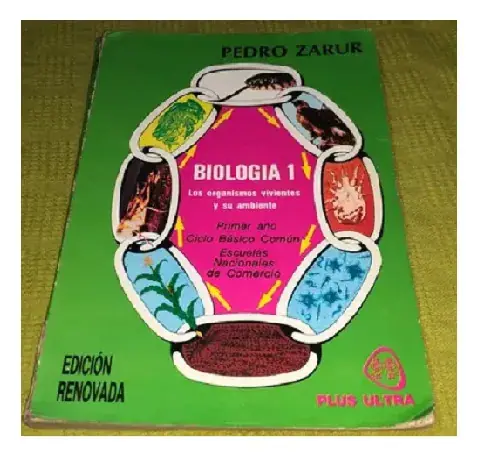 PEDRO ZARUR
BIOLOGIA 1
Los organismos vivientes
y su ambiente
Primer año
Ciclo Básico Común
Escuelas
Nacionales
de Comercio
EDICIÓN
RENOVADA
PLUS ULTRA